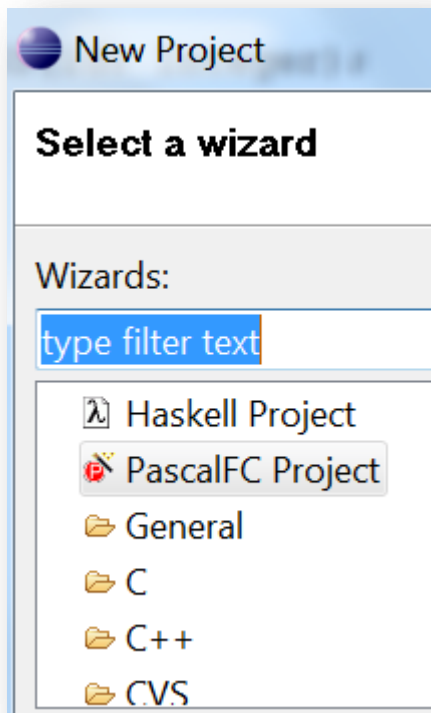 New Project
Select a wizard
Wizards:
type filter text
λ Haskell Project
P PascalFC Project
General
C
C++
CVS